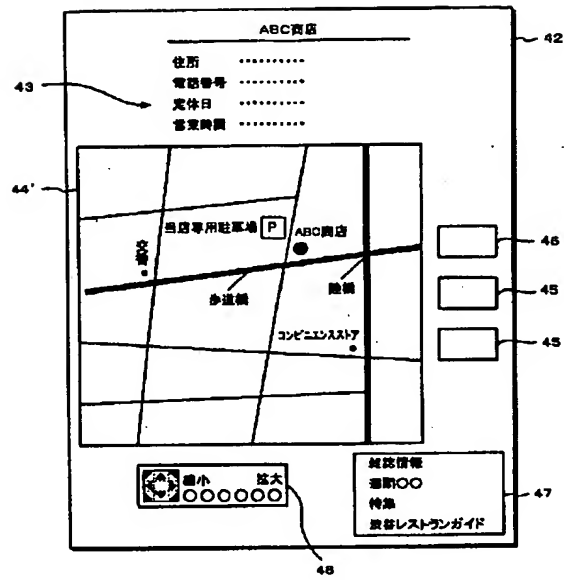 ABC商店
42
住所 ・・・・・・・・・
電話番号 ・・・・・・・・・
43
定休日 ・・・・・・・・・
営業時間 ・・・・・・・・・
44'
当店専用駐車場 P
ABC商店
46
歩道橋
陸橋
45
コンビニエンスストア
45
雑誌情報
縮小 拡大
週刊○○
47
特集
渋谷レストランガイド
48